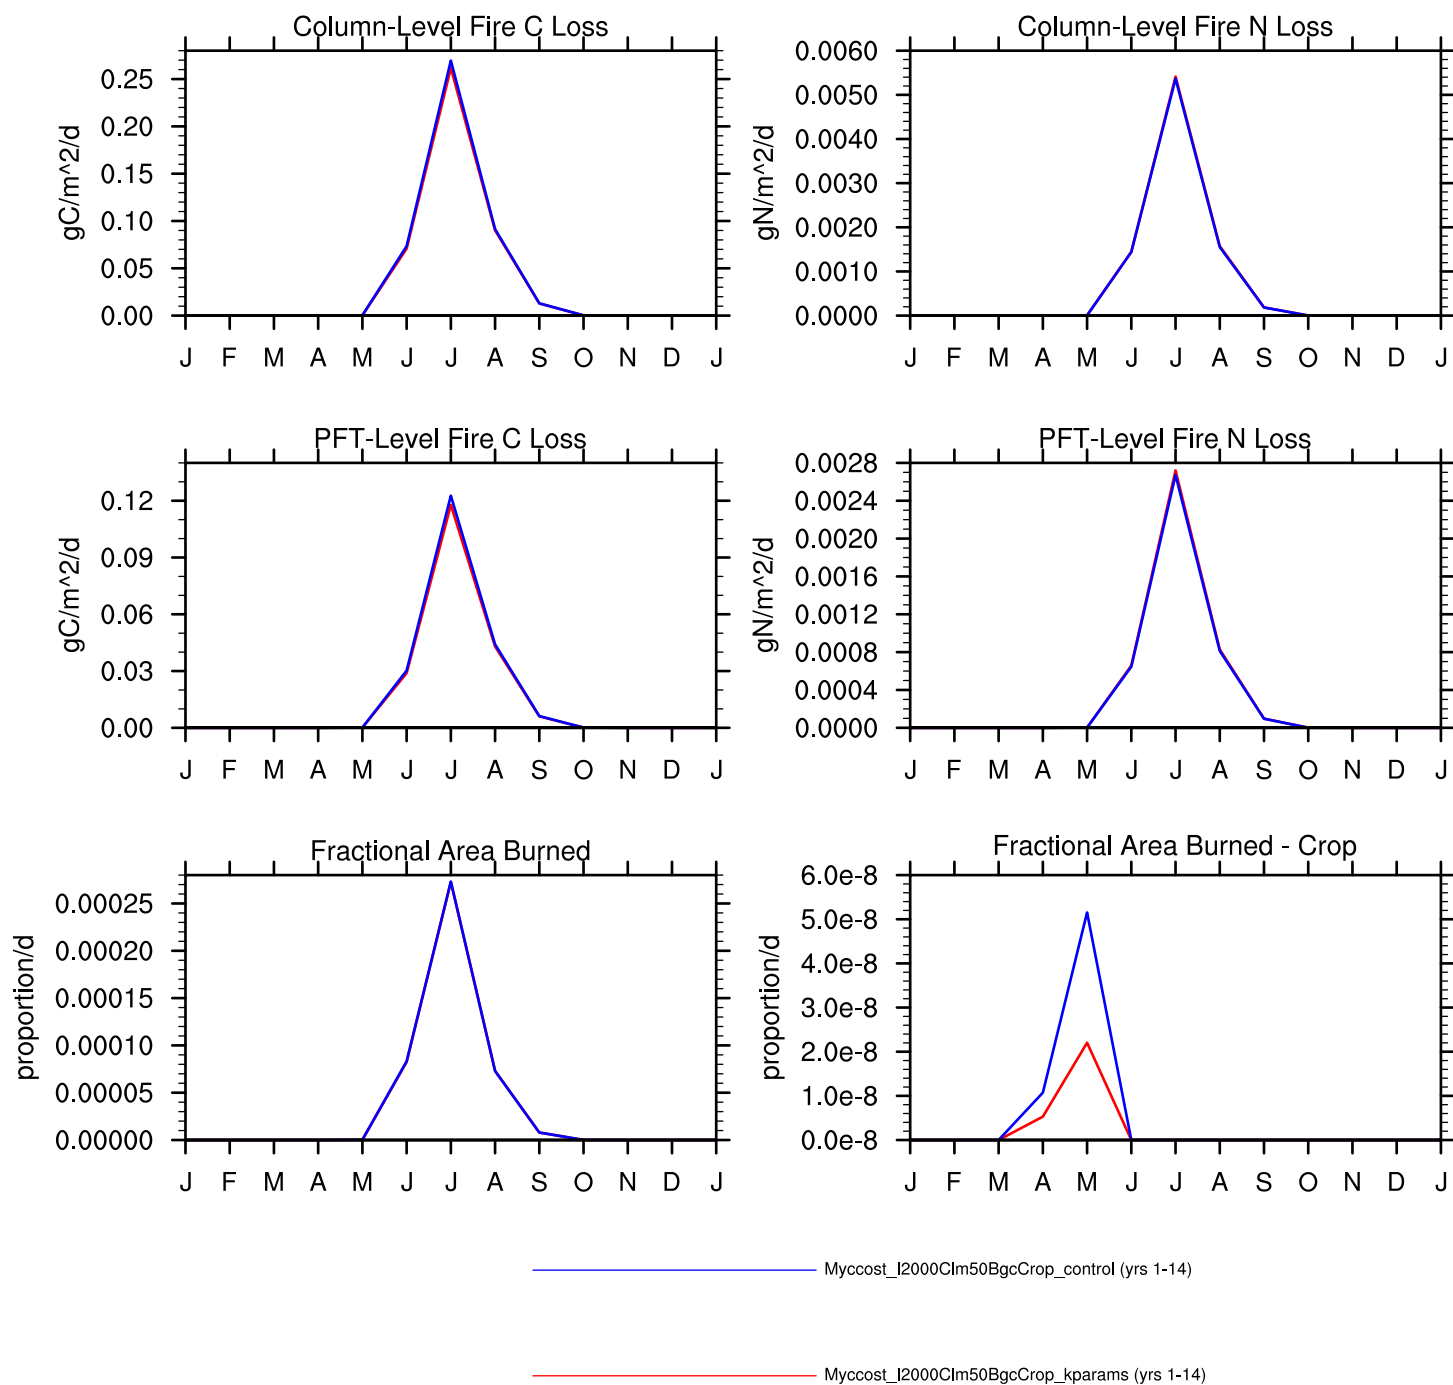 Column-Level Fire C Loss
gC/m^2/d
0.25
0.20
0.15
0.10
0.05
0.00
J F M A M J J A S O N D J
Column-Level Fire N Loss
gN/m^2/d
0.0060
0.0050
0.0040
0.0030
0.0020
0.0010
0.0000
J F M A M J J A S O N D J
PFT-Level Fire C Loss
gC/m^2/d
0.12
0.09
0.06
0.03
0.00
J F M A M J J A S O N D J
PFT-Level Fire N Loss
gN/m^2/d
0.0028
0.0024
0.0020
0.0016
0.0012
0.0008
0.0004
0.0000
J F M A M J J A S O N D J
Fractional Area Burned
proportion/d
0.00025
0.00020
0.00015
0.00010
0.00005
0.00000
J F M A M J J A S O N D J
Fractional Area Burned - Crop
proportion/d
6.0e-8
5.0e-8
4.0e-8
3.0e-8
2.0e-8
1.0e-8
0.0e-8
J F M A M J J A S O N D J
Myccost_I2000Clm50BgcCrop_control (yrs 1-14)
Myccost_I2000Clm50BgcCrop_kparams (yrs 1-14)